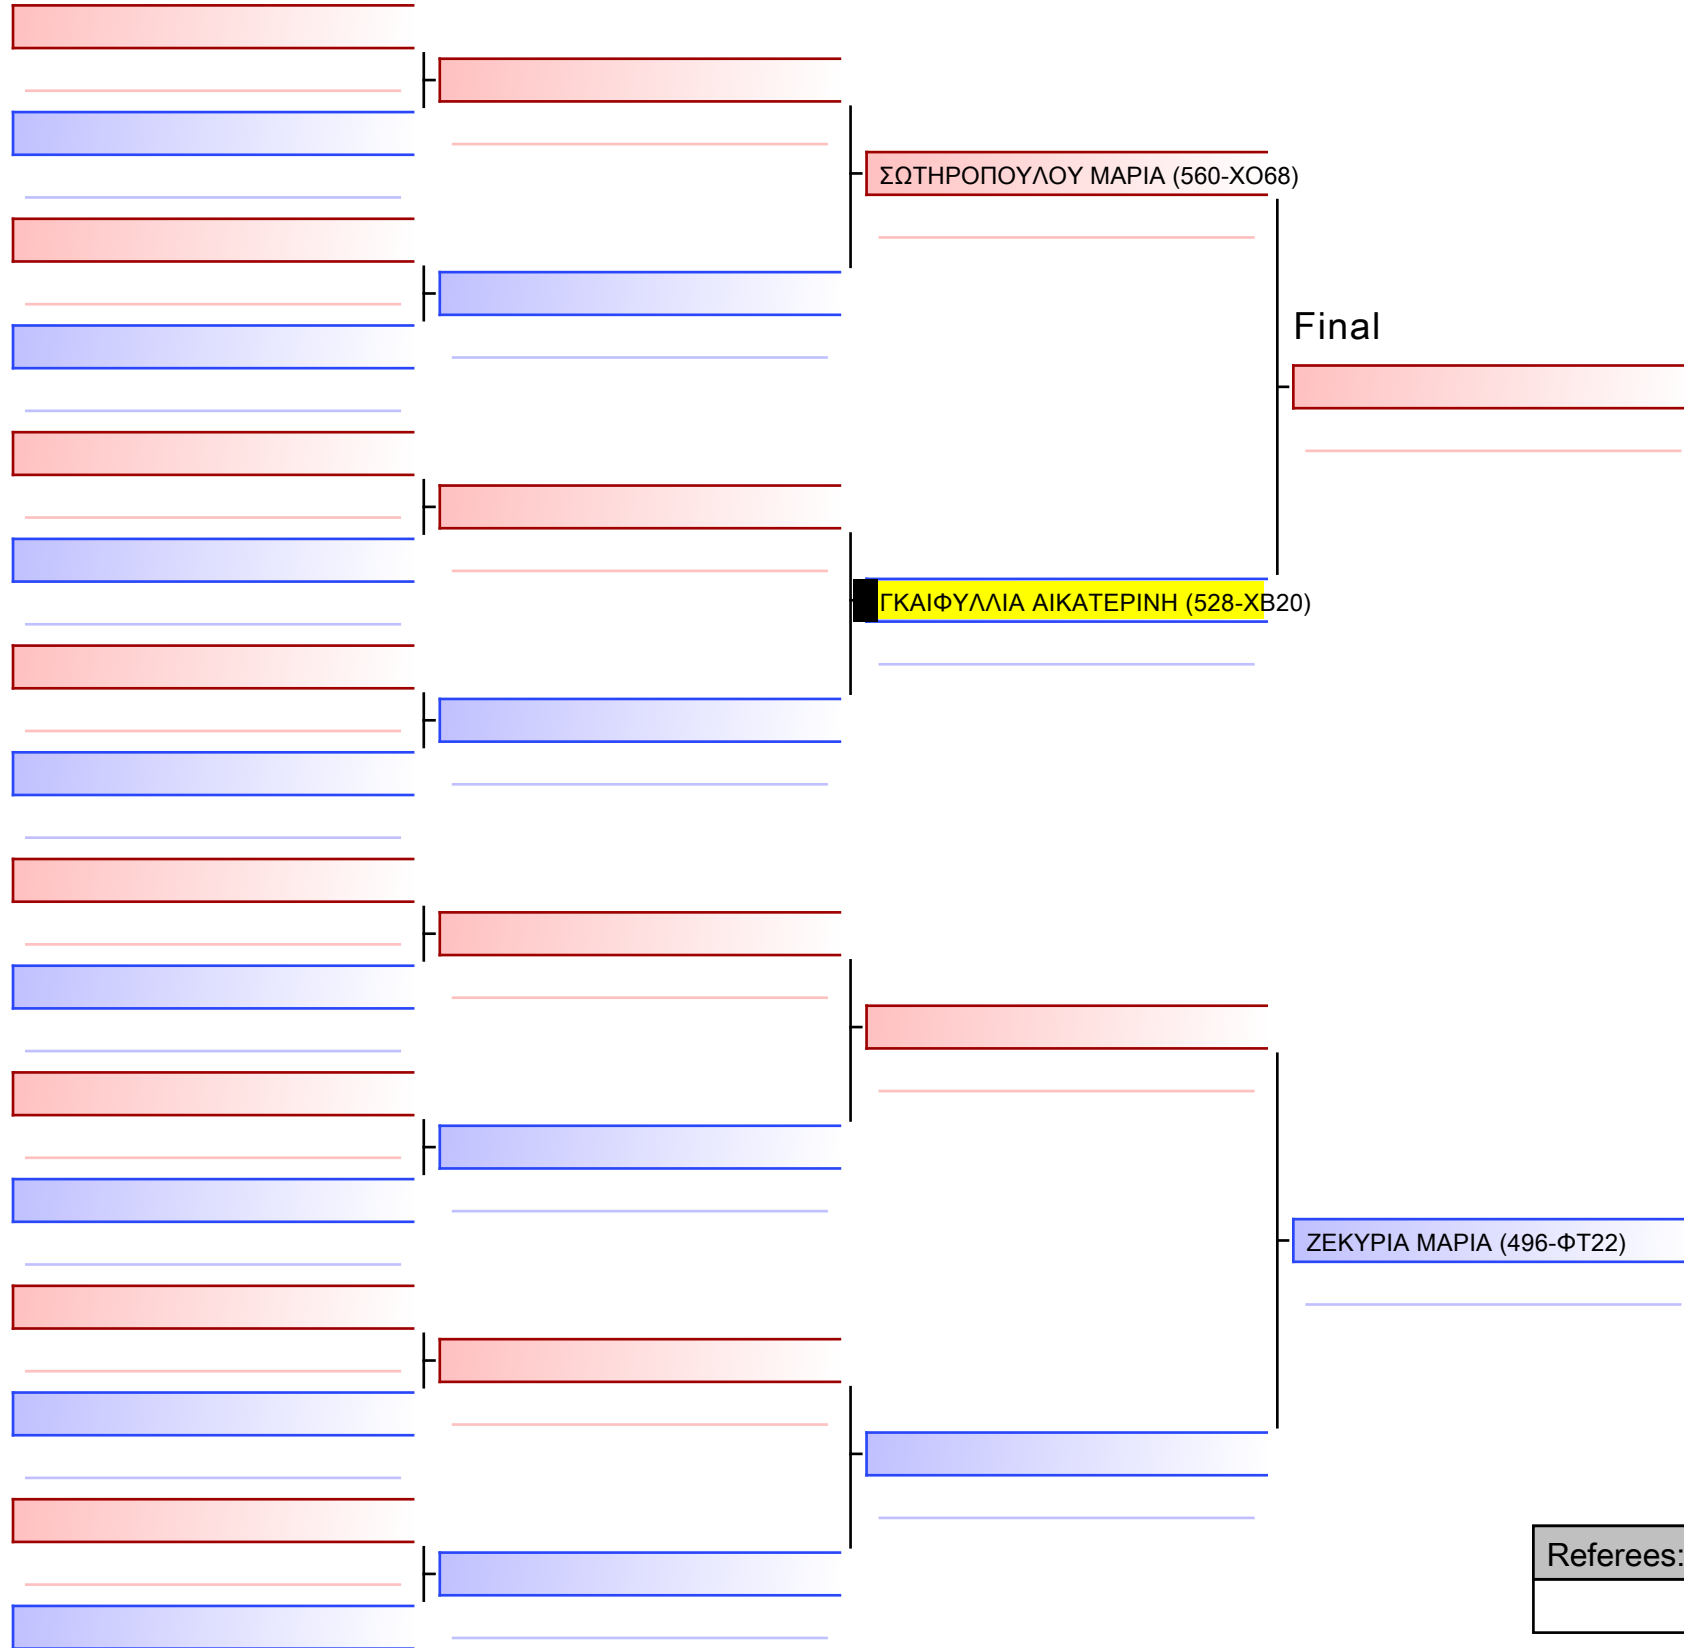 ΣΩΤΗΡΟΠΟΥΛΟΥ ΜΑΡΙΑ (560-ΧΟ68)
Final
ΓΚΑΙΦΥΛΛΙΑ ΑΙΚΑΤΕΡΙΝΗ (528-ΧΒ20)
ΖΕΚΥΡΙΑ ΜΑΡΙΑ (496-ΦΤ22)
Referees: